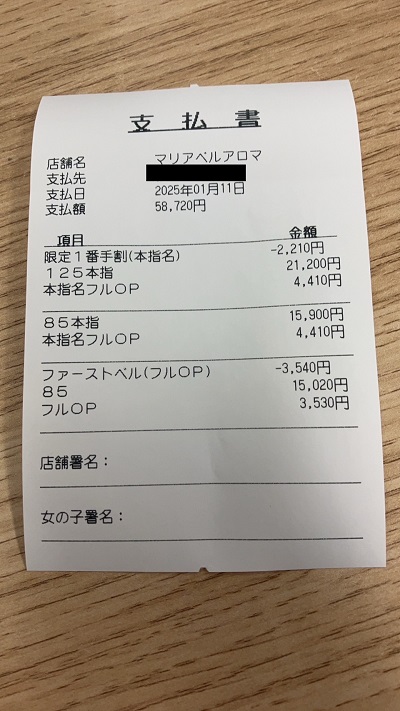 支払書
店舗名 マリアベルアロマ
支払先
支払日 2025年01月11日
支払額 58,720円
項目 金額
限定1番手割(本指名) -2,210円
125本指 21,200円
本指名フルOP 4,410円
85本指 15,900円
本指名フルOP 4,410円
ファーストベル(フルOP) -3,540円
85 15,020円
フルOP 3,530円
店舗署名：
女の子署名：